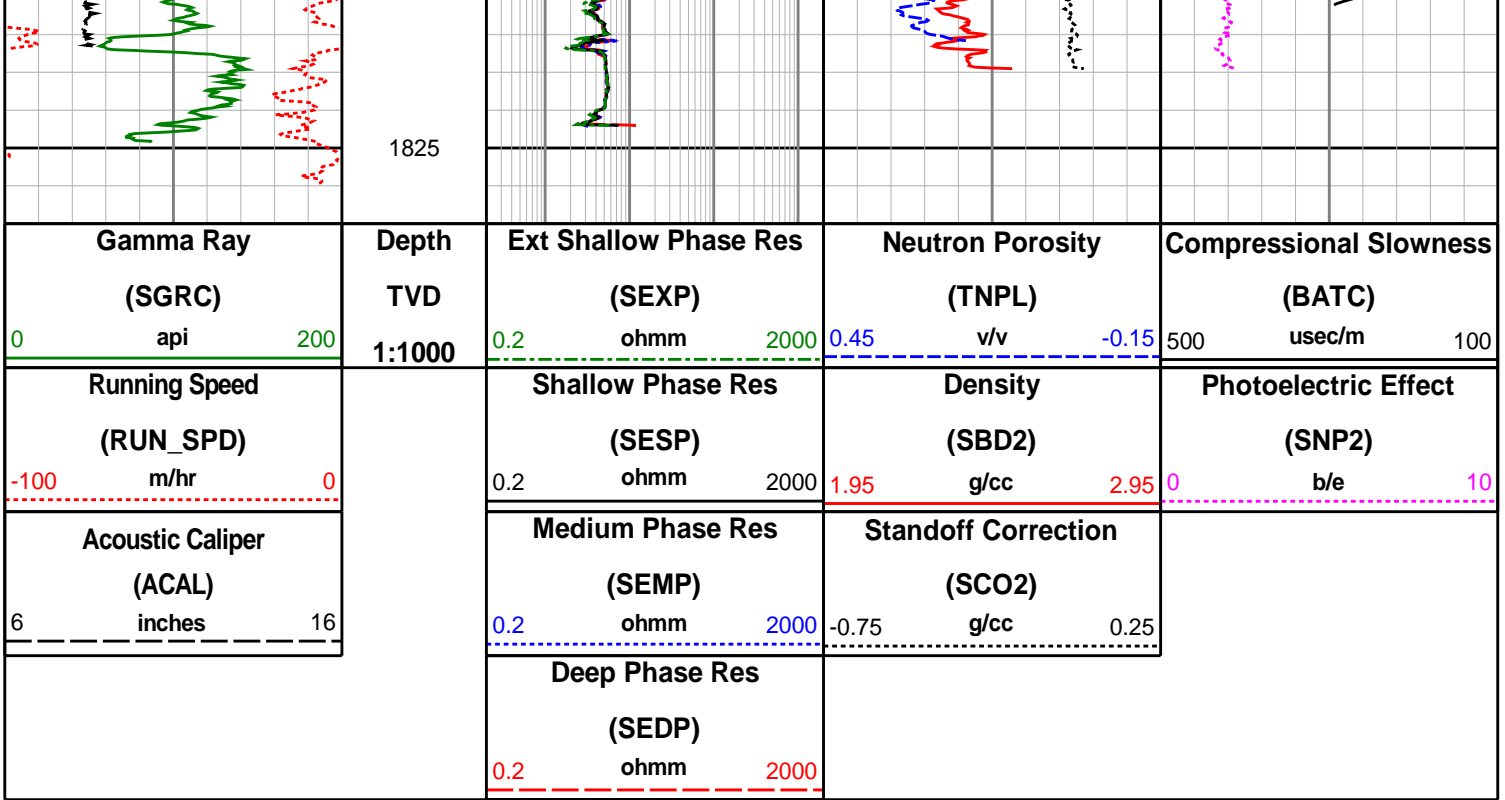 1825
Gamma Ray
(SGRC)
0 api 200
Depth
TVD
1:1000
Ext Shallow Phase Res
(SEXP)
0.2 ohmm 2000
Neutron Porosity
(TNPL)
0.45 v/v -0.15
Compressional Slowness
(BATC)
500 usec/m 100
Running Speed
(RUN_SPD)
-100 m/hr 0
Shallow Phase Res
(SESP)
0.2 ohmm 2000
Density
(SBD2)
1.95 g/cc 2.95
Photoelectric Effect
(SNP2)
0 b/e 10
Acoustic Caliper
(ACAL)
6 inches 16
Medium Phase Res
(SEMP)
0.2 ohmm 2000
Standoff Correction
(SCO2)
-0.75 g/cc 0.25
Deep Phase Res
(SEDP)
0.2 ohmm 2000